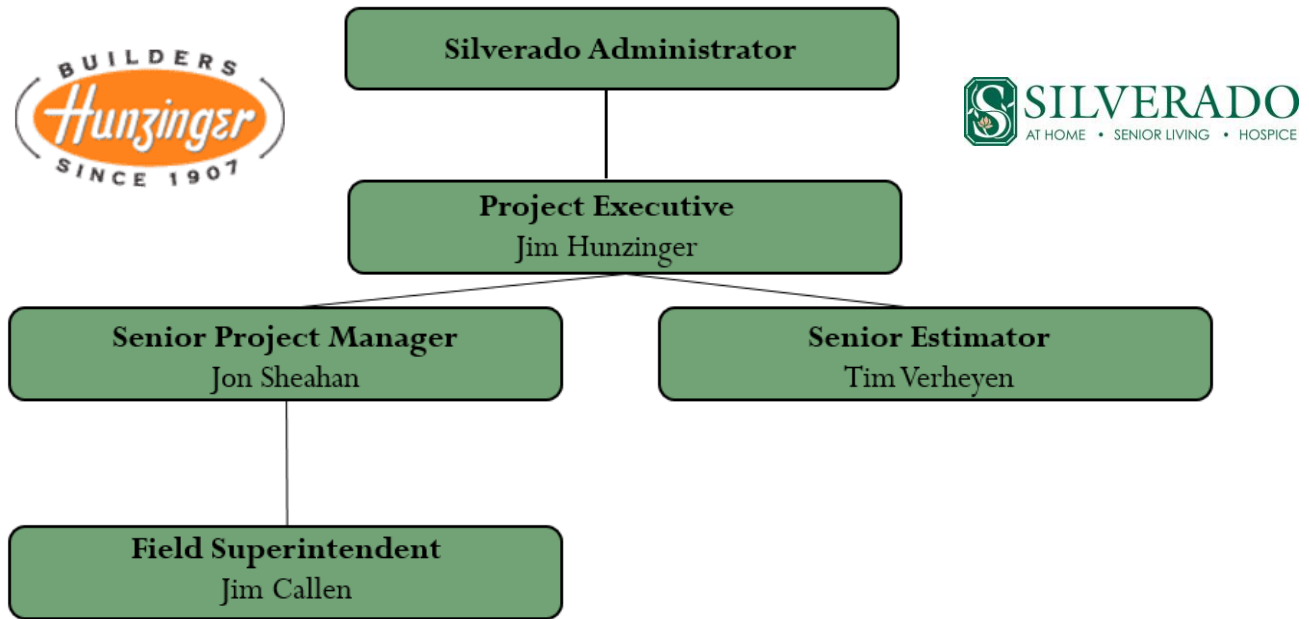 BUILDERS
Hunzinger
SINCE 1907
Silverado Administrator
SILVERADO
AT HOME • SENIOR LIVING • HOSPICE
Project Executive
Jim Hunzinger
Senior Project Manager
Jon Sheahan
Senior Estimator
Tim Verheyen
Field Superintendent
Jim Callen